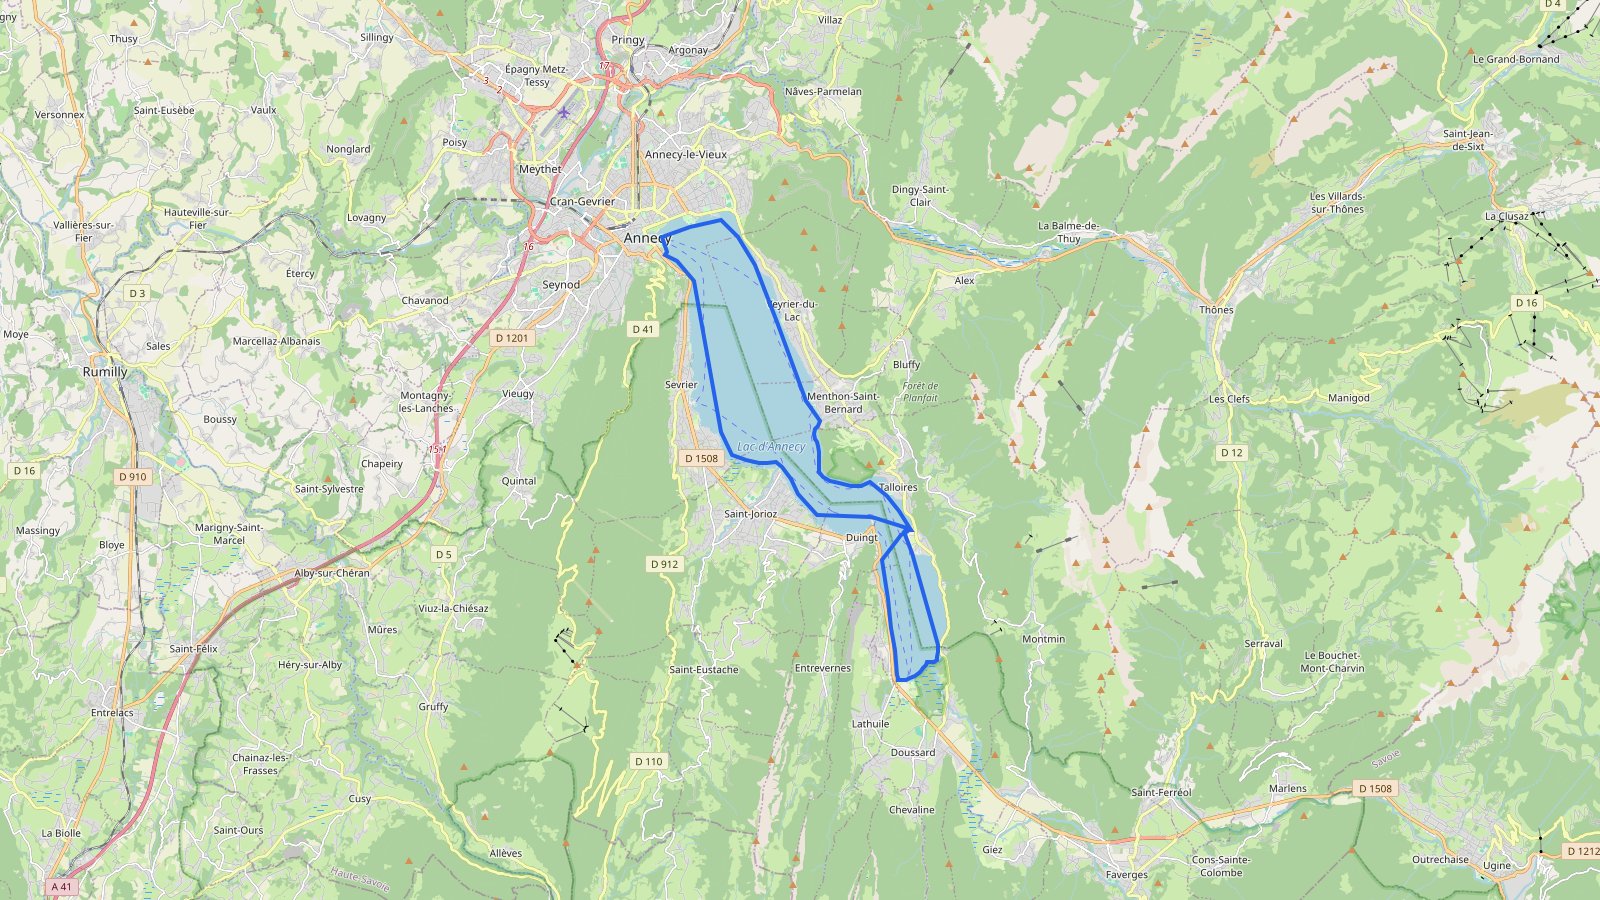 Thusy
Sillingy
Pringy
Villaz
D 4
Argonay
Le Grand-Bornand
17
Épagny Metz-
Tessy
3
2
Nâves-Parmelan
Versonnex
Saint-Eusèbe
Vaulx
Nonglard
Poisy
Annecy-le-Vieux
Saint-Jean-
de-Sixt
Meythet
Cran-Gevrier
Dingy-Saint-
Clair
Les Villards-
sur-Thônes
Vallières-sur-
Fier
Hauteville-sur-
Fier
Lovagny
La Clusaz
La Balme-de-
Thuy
Annecy
16
Étercy
Seynod
Alex
D 3
Chavanod
Veyrier-du-
Lac
Thônes
D 16
D 41
Moye
Sales
Marcellaz-Albanais
D 1201
Rumilly
Bluffy
Sevrier
Forêt de
Planfait
Montagny-
les-Lanches
Vieugy
Menthon-Saint-
Bernard
Les Clefs
Manigod
Boussy
15.1
Lac d'Annecy
D 16
D 910
Chapeiry
D 1508
D 12
Quintal
Saint-Sylvestre
Talloires
Saint-Jorioz
Massingy
Marigny-Saint-
Marcel
Bloye
Duingt
D 5
D 912
Alby-sur-Chéran
Viuz-la-Chiésaz
Mûres
Montmin
Saint-Félix
Serraval
Héry-sur-Alby
Saint-Eustache
Entrevernes
Le Bouchet-
Mont-Charvin
Entrelacs
Gruffy
Lathuile
Doussard
Chainaz-les-
Frasses
D 110
Savoie
Cusy
Saint-Ferréol
Marlens
D 1508
Chevaline
La Biolle
Saint-Ours
Allèves
Giez
Haute-Savoie
A 41
Faverges
Cons-Sainte-
Colombe
Outrechaise
Ugine
D 1212